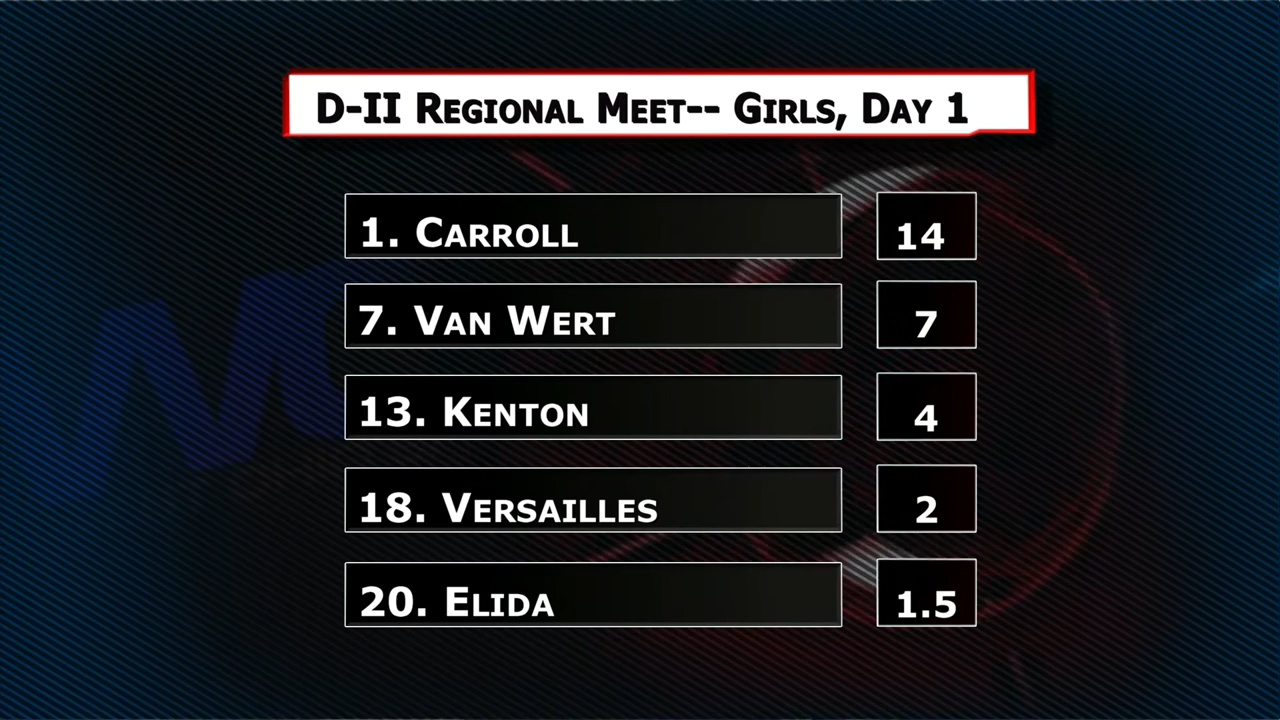 D-II Regional Meet-- Girls, Day 1
1. Carroll 14
7. Van Wert 7
13. Kenton 4
18. Versailles 2
20. Elida 1.5